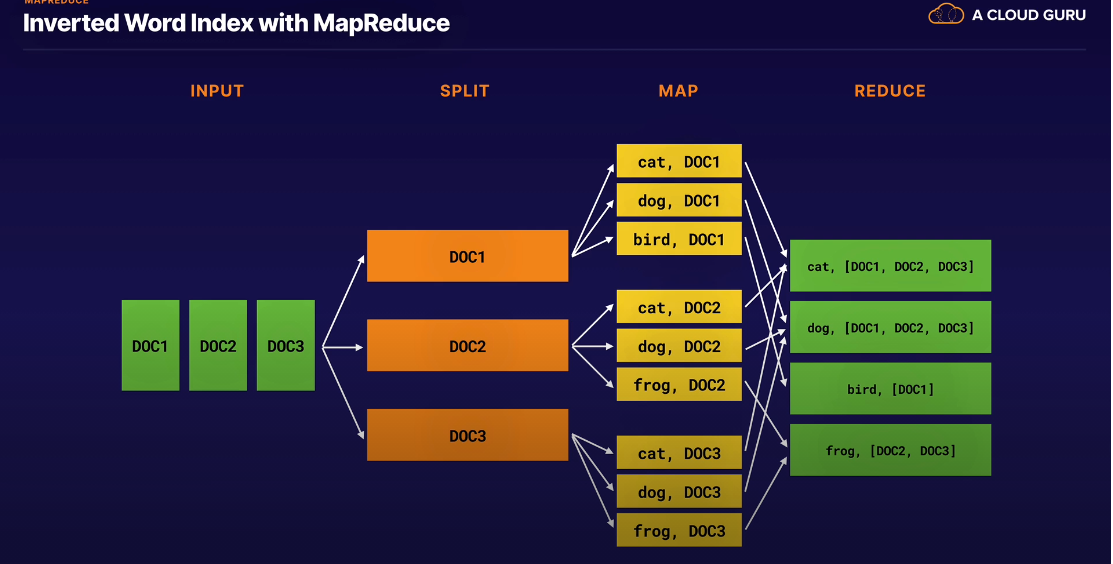 MAPREDUCE
Inverted Word Index with MapReduce
A CLOUD GURU
INPUT
SPLIT
MAP
REDUCE
DOC1
DOC2
DOC3
DOC1
DOC2
DOC3
cat, DOC1
dog, DOC1
bird, DOC1
cat, DOC2
dog, DOC2
frog, DOC2
cat, DOC3
dog, DOC3
frog, DOC3
cat, [DOC1, DOC2, DOC3]
dog, [DOC1, DOC2, DOC3]
bird, [DOC1]
frog, [DOC2, DOC3]